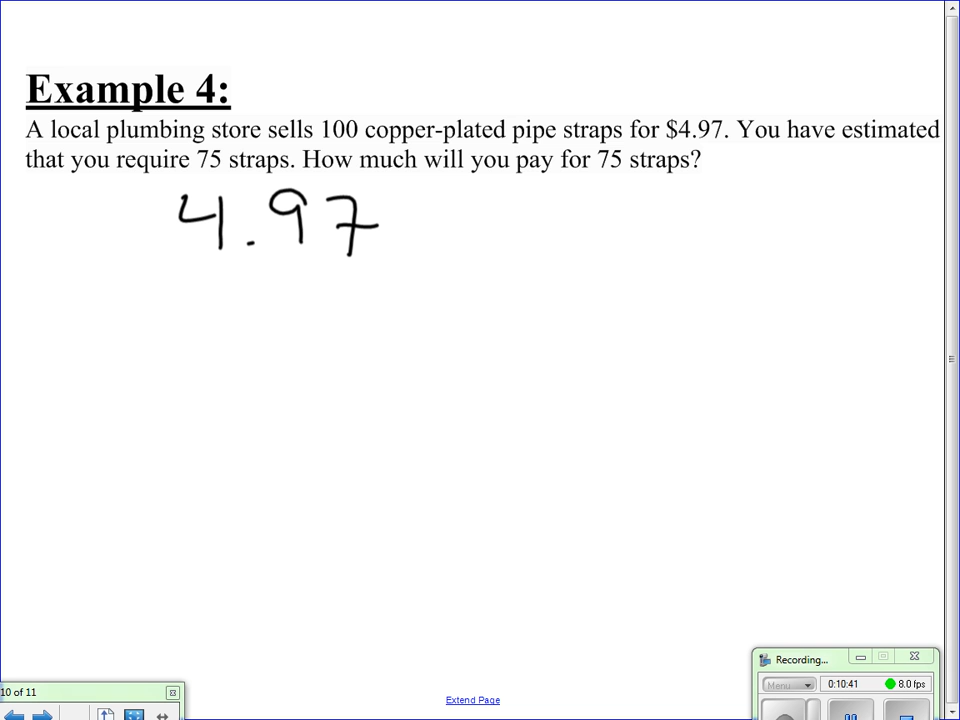 Example 4:
A local plumbing store sells 100 copper-plated pipe straps for $4.97. You have estimated
that you require 75 straps. How much will you pay for 75 straps?
4.97
10 of 11
Extend Page
Recording...
Menu
0:10:41
8.0 fps